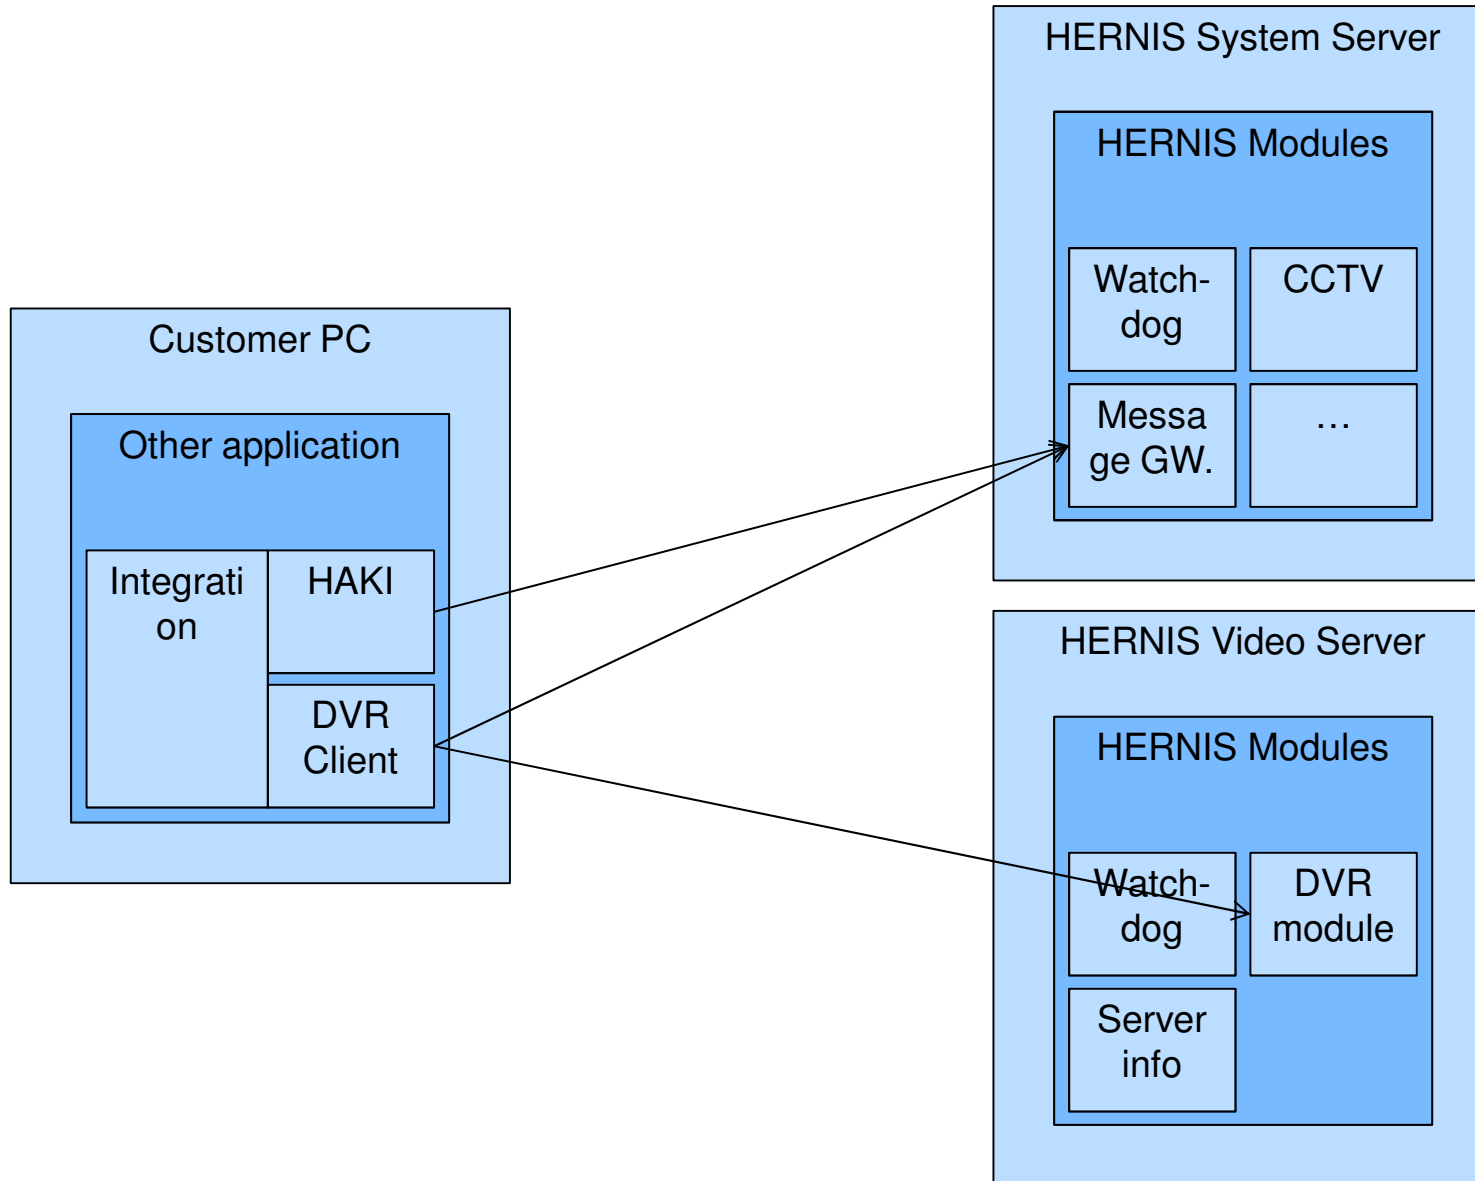 HERNIS System Server
HERNIS Modules
Watch-
dog
CCTV
Messa
ge GW.
...
Customer PC
Other application
Integrati
on
HAKI
DVR
Client
HERNIS Video Server
HERNIS Modules
Watch-
dog
DVR
module
Server
info